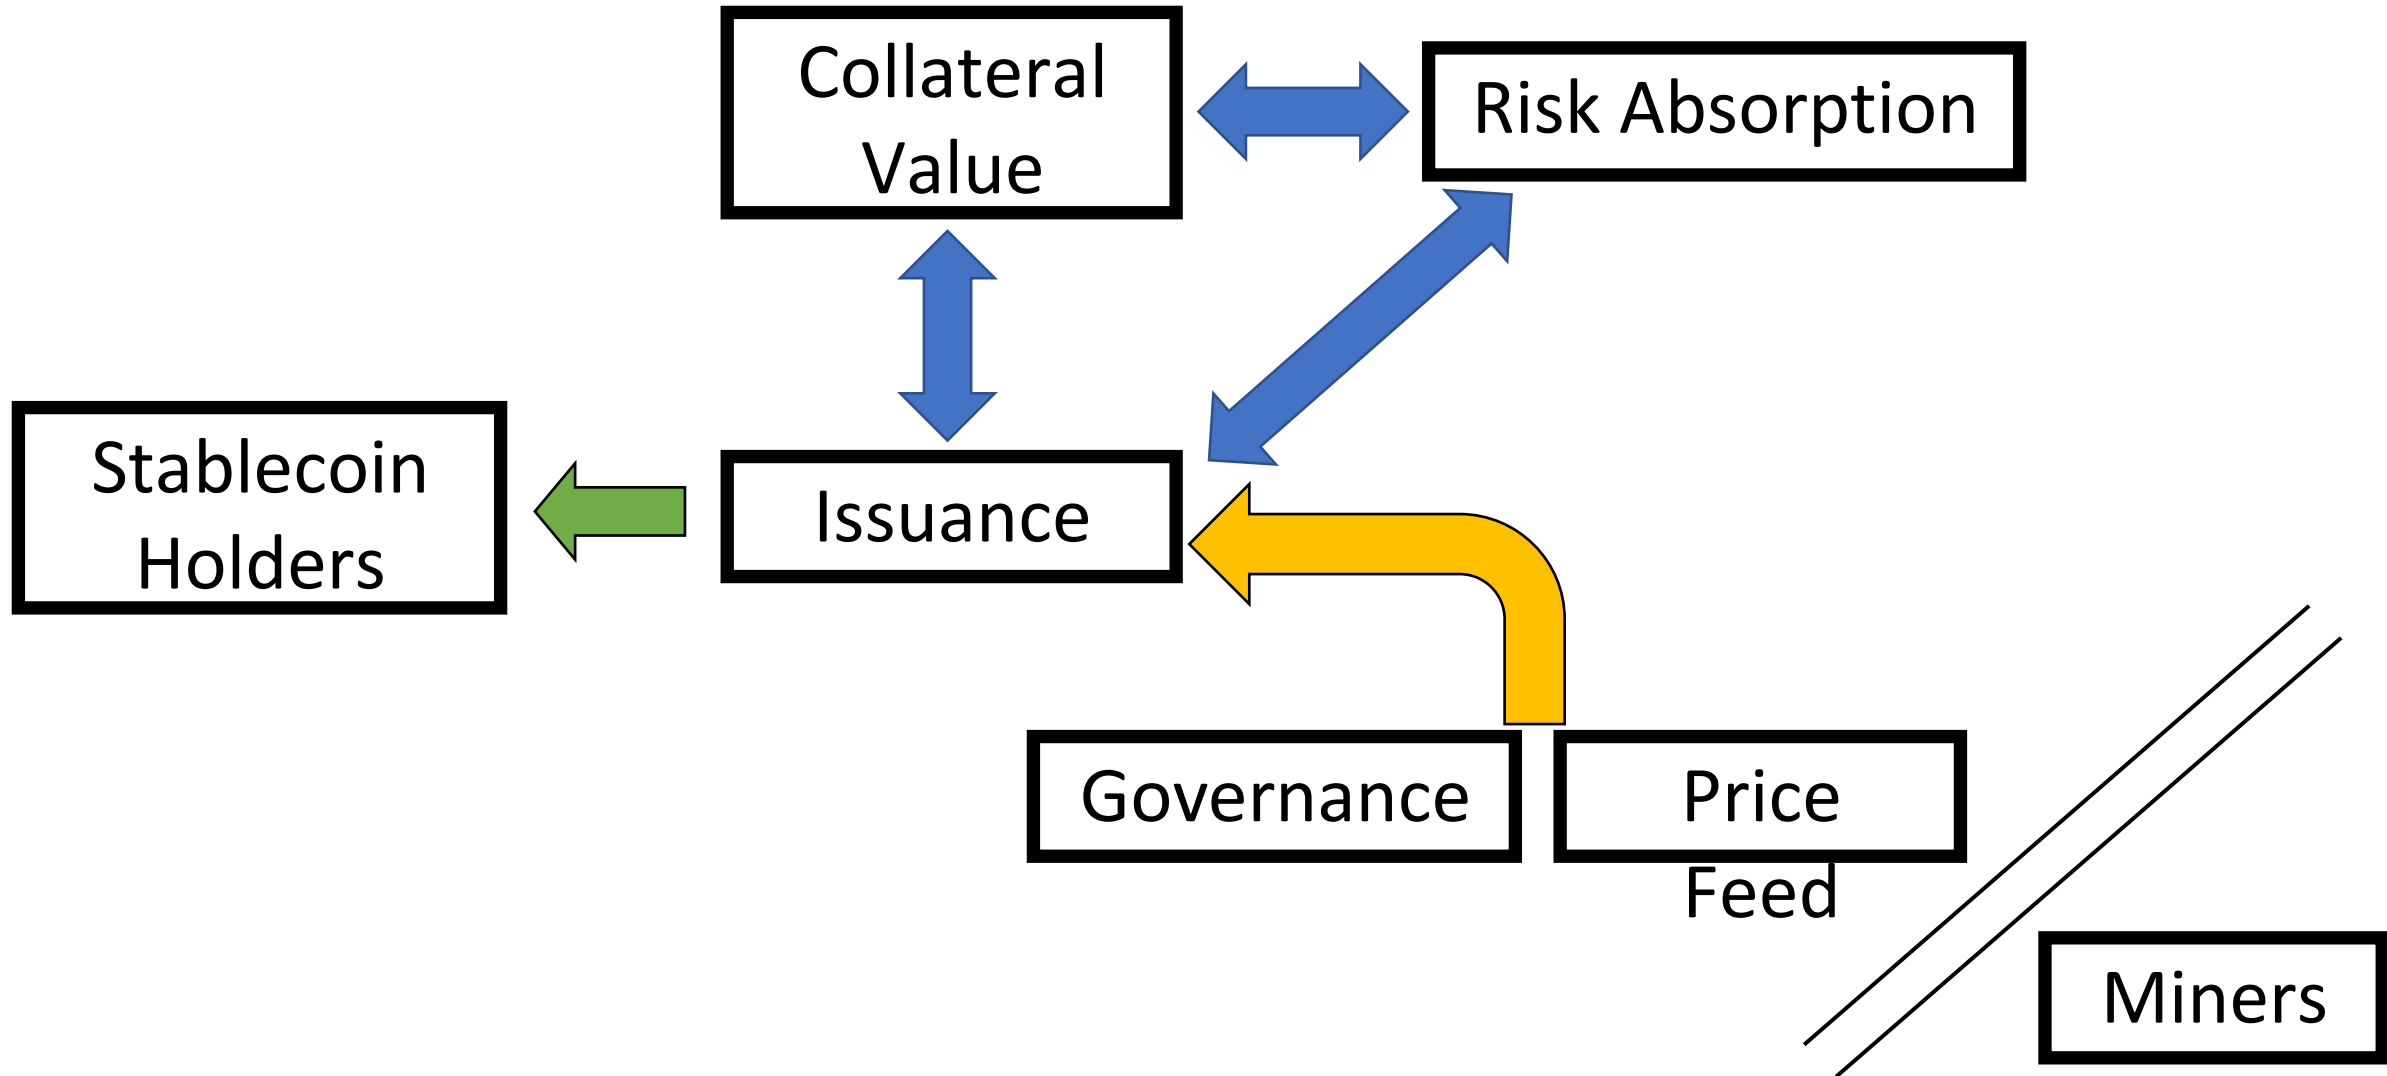 Collateral
Value
Risk Absorption
Stablecoin
Holders
Issuance
Governance
Price
Feed
Miners